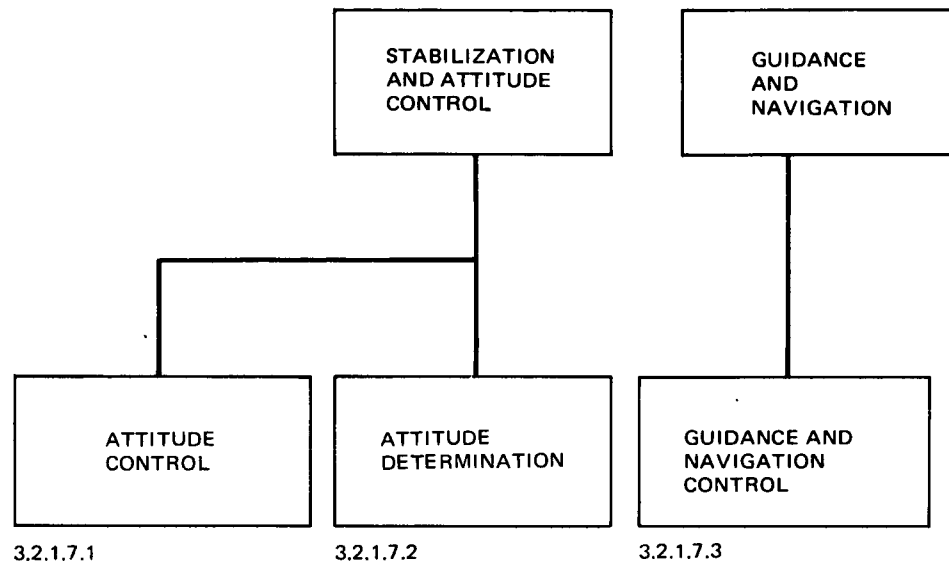 STABILIZATION
AND ATTITUDE
CONTROL
GUIDANCE
AND
NAVIGATION
ATTITUDE
CONTROL
ATTITUDE
DETERMINATION
GUIDANCE AND
NAVIGATION
CONTROL
3.2.1.7.1
3.2.1.7.2
3.2.1.7.3